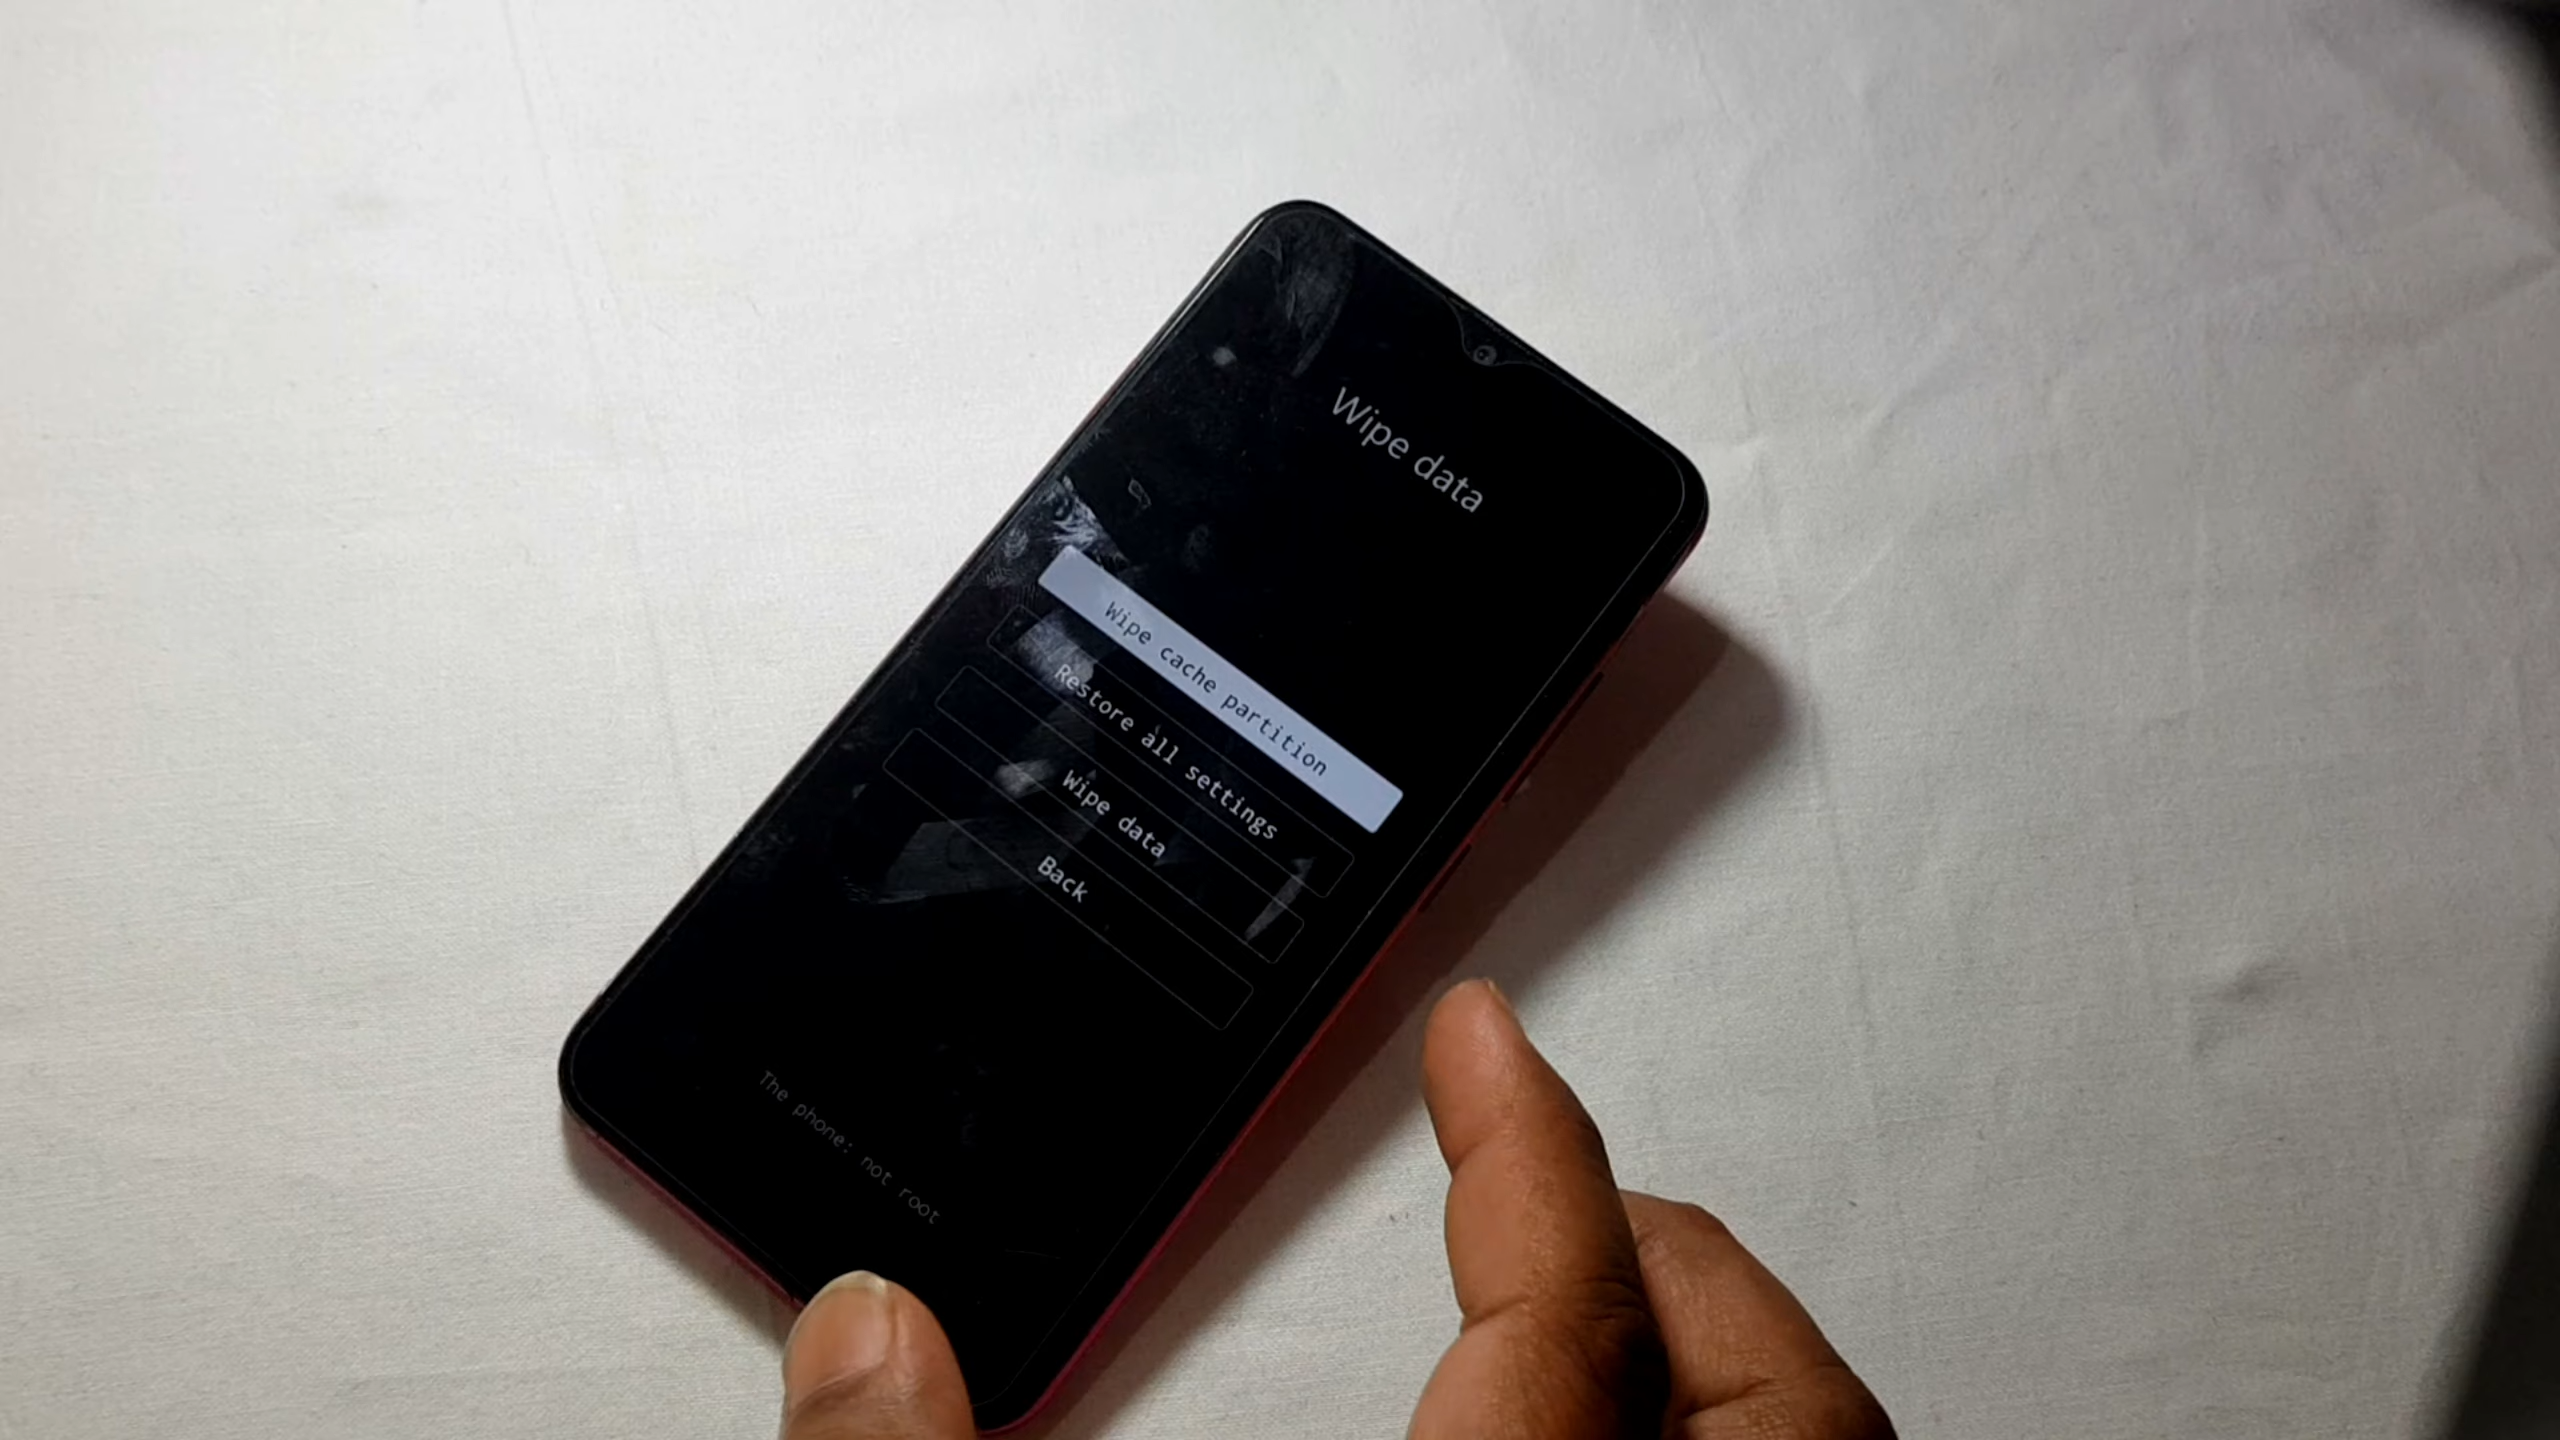 Wipe data
Wipe cache partition
Restore all settings
Wipe data
Back
The phone: not root